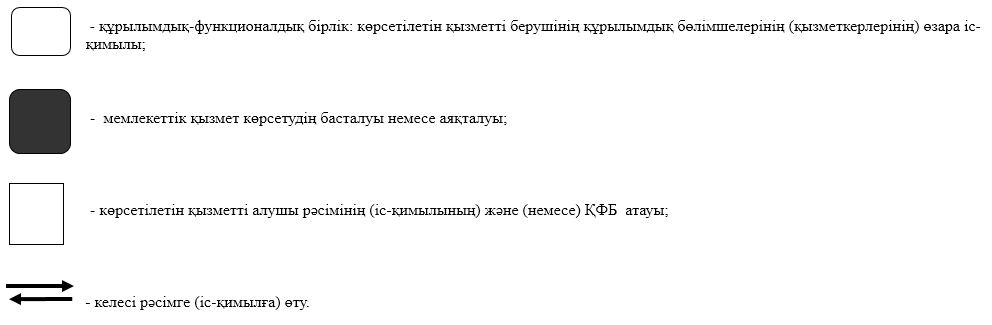 - құрылымдық-функционалдық бірлік: көрсетілетін қызметті берушінің құрылымдық бөлімшелерінің (қызметкерлерінің) өзара іс-
қимылы;
- мемлекеттік қызмет көрсетудің басталуы немесе аяқталуы;
- көрсетілетін қызметті алушы рәсімінің (іс-қимылының) және (немесе) ҚФБ атауы;
- келесі рәсімге (іс-қимылға) өту.